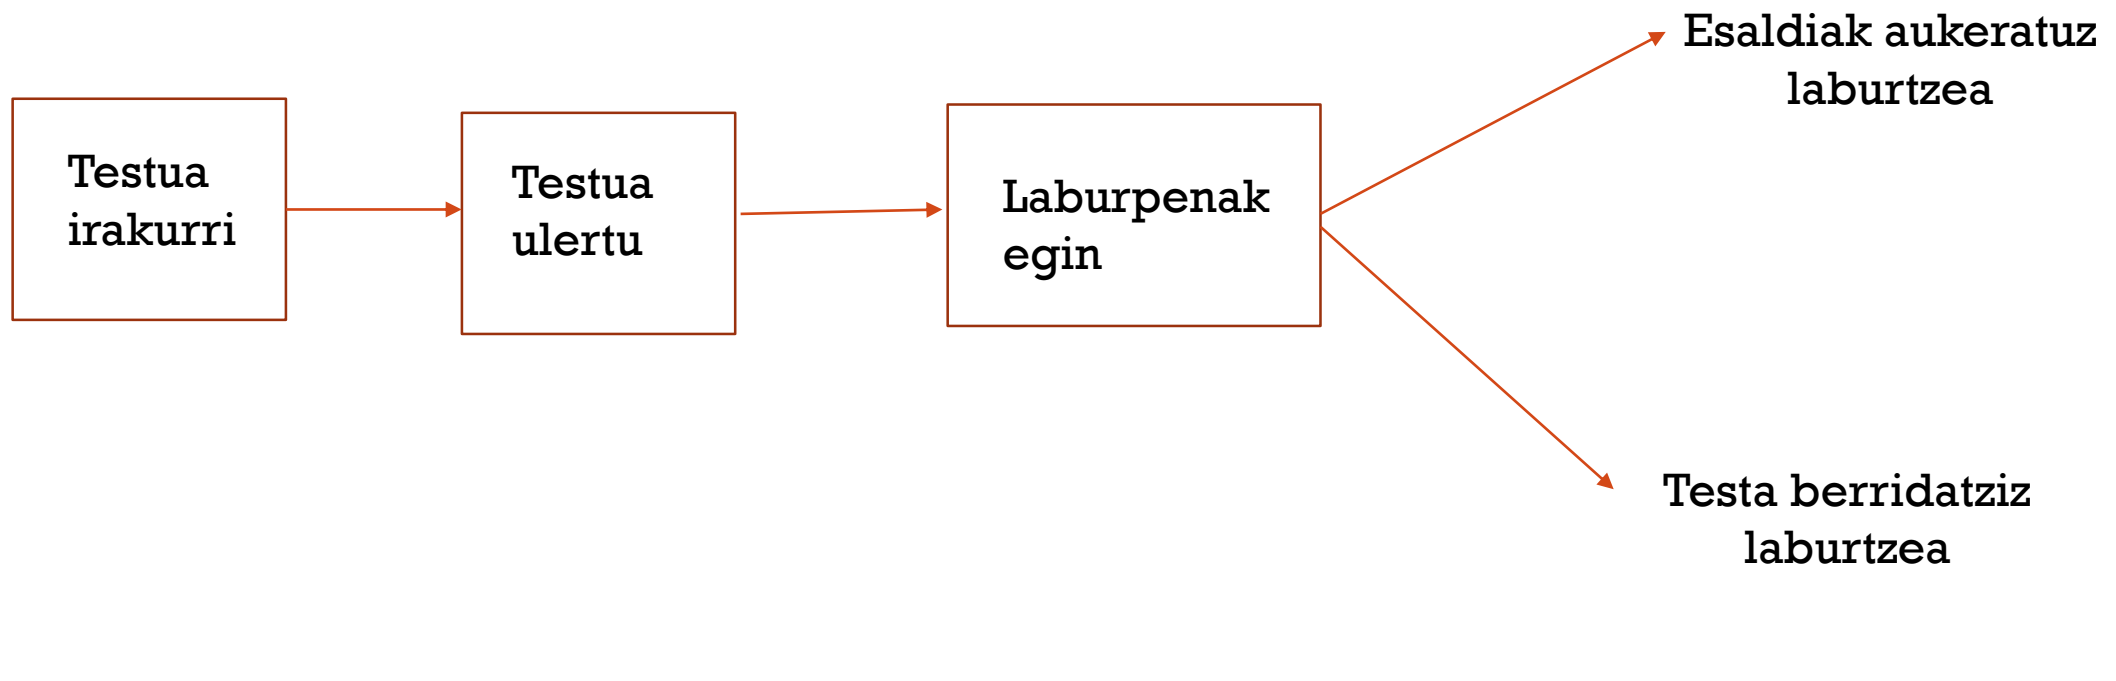 Testua
irakurri
Testua
ulertu
Laburpenak
egin
Esaldiak aukeratuz
laburtzea
Testa berridatziz
laburtzea